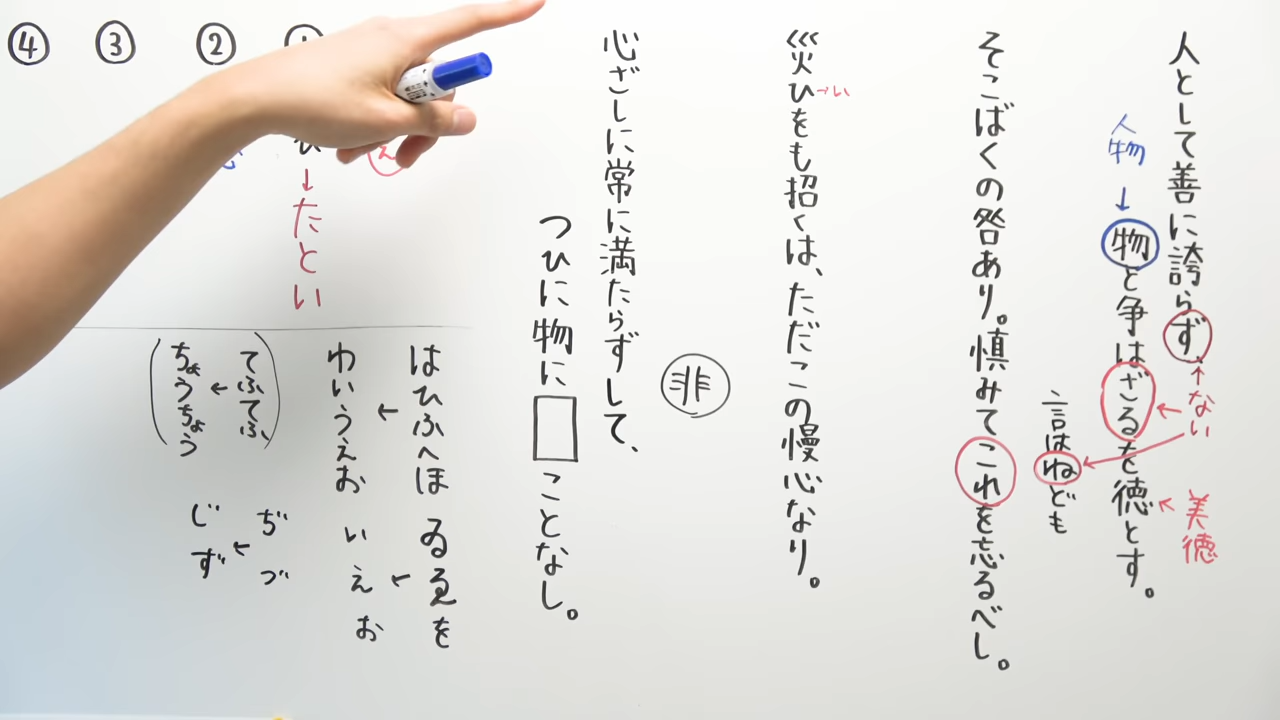 人として善に誇らず
↑ない
美徳
人物
↓
物と争はざるを徳とす。
言はねども
そこばくの咎あり。慎みてこれを忘るべし。
災ひをも招くは、ただこの慢心なり。
→い
非
心ざしに常に満たらずして、
つひに物に□ことなし。
②
③
④
え
ひ
↓たとい
はひふへほ
←
わいうえお
ゐゑを
←
いえお
(てふてふ
←
ちょうちょう)
ぢづ
←
じず